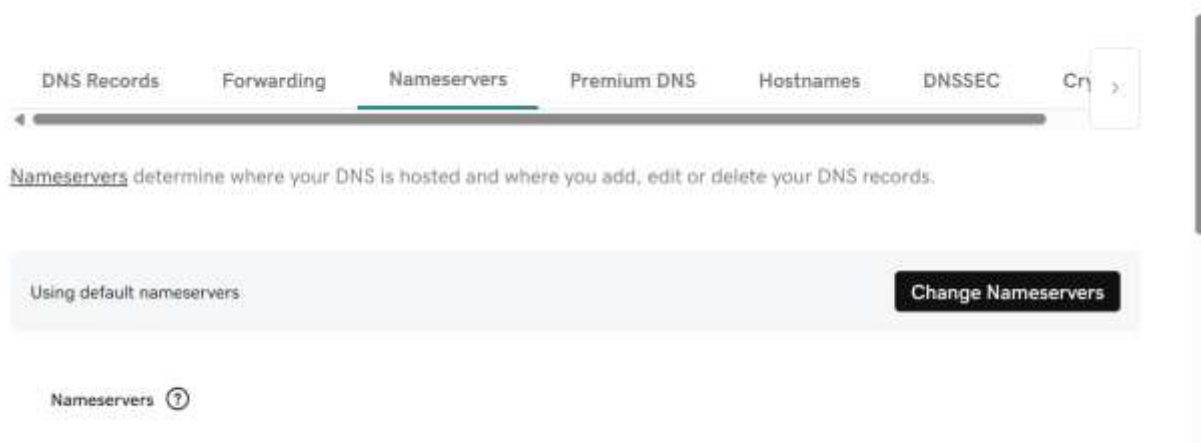 DNS Records Forwarding Nameservers Premium DNS Hostnames DNSSEC
Nameservers determine where your DNS is hosted and where you add, edit or delete your DNS records.
Using default nameservers Change Nameservers
Nameservers ?